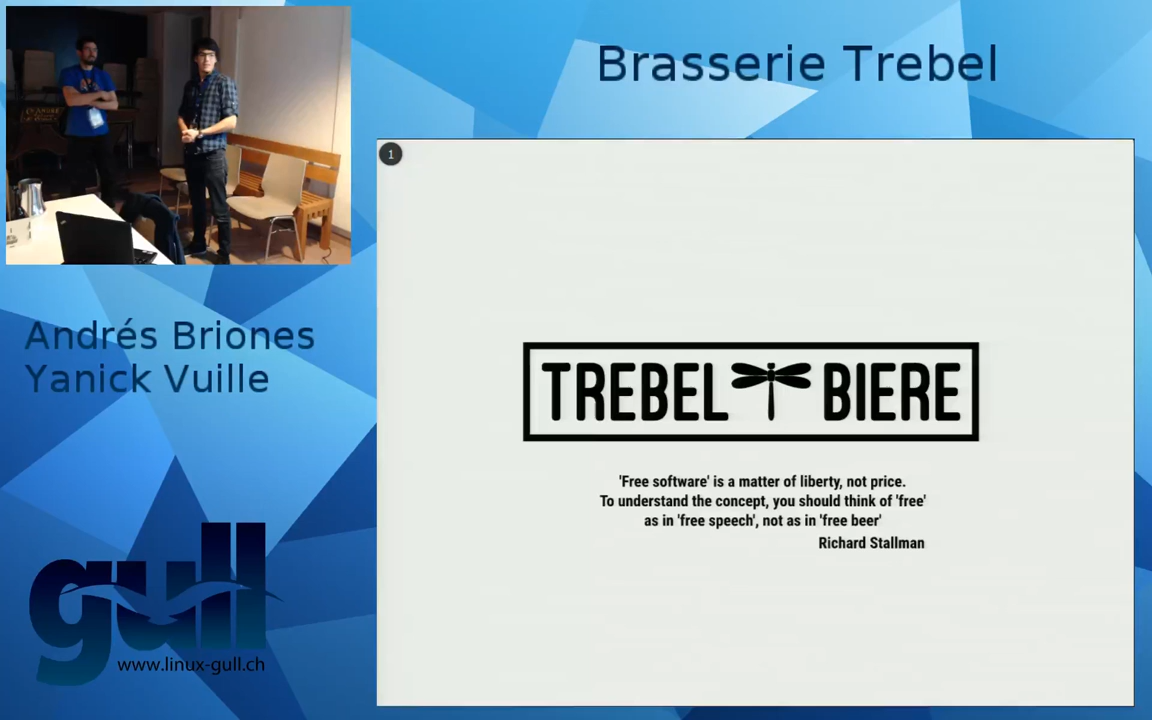 Brasserie Trebel
1
Andrés Briones
Yanick Vuille
TREBEL BIERE
'Free software' is a matter of liberty, not price.
To understand the concept, you should think of 'free'
as in 'free speech', not as in 'free beer'
Richard Stallman
gull
www.linux-gull.ch